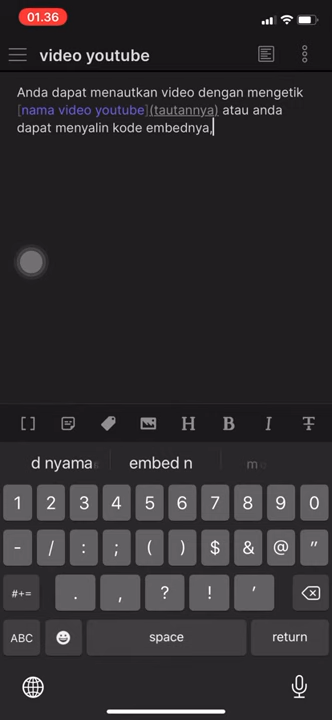 01.36
video youtube
Anda dapat menautkan video dengan mengetik
[nama video youtube](tautannya) atau anda
dapat menyalin kode embednya,
[ ] H B I T
d nyama embed n m
1 2 3 4 5 6 7 8 9 0
- / : ; ( ) $ & @ "
#+= . , ? ! '
ABC space return